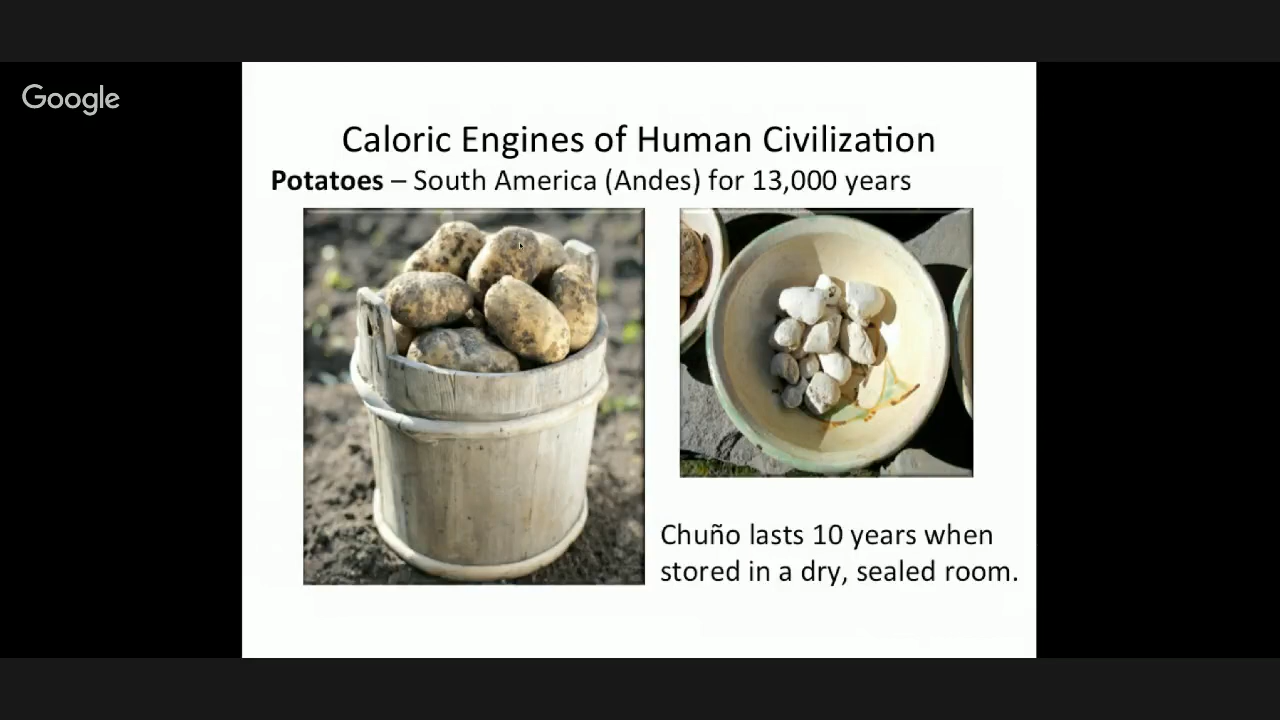 Google
Caloric Engines of Human Civilization
Potatoes – South America (Andes) for 13,000 years
Chuño lasts 10 years when
stored in a dry, sealed room.